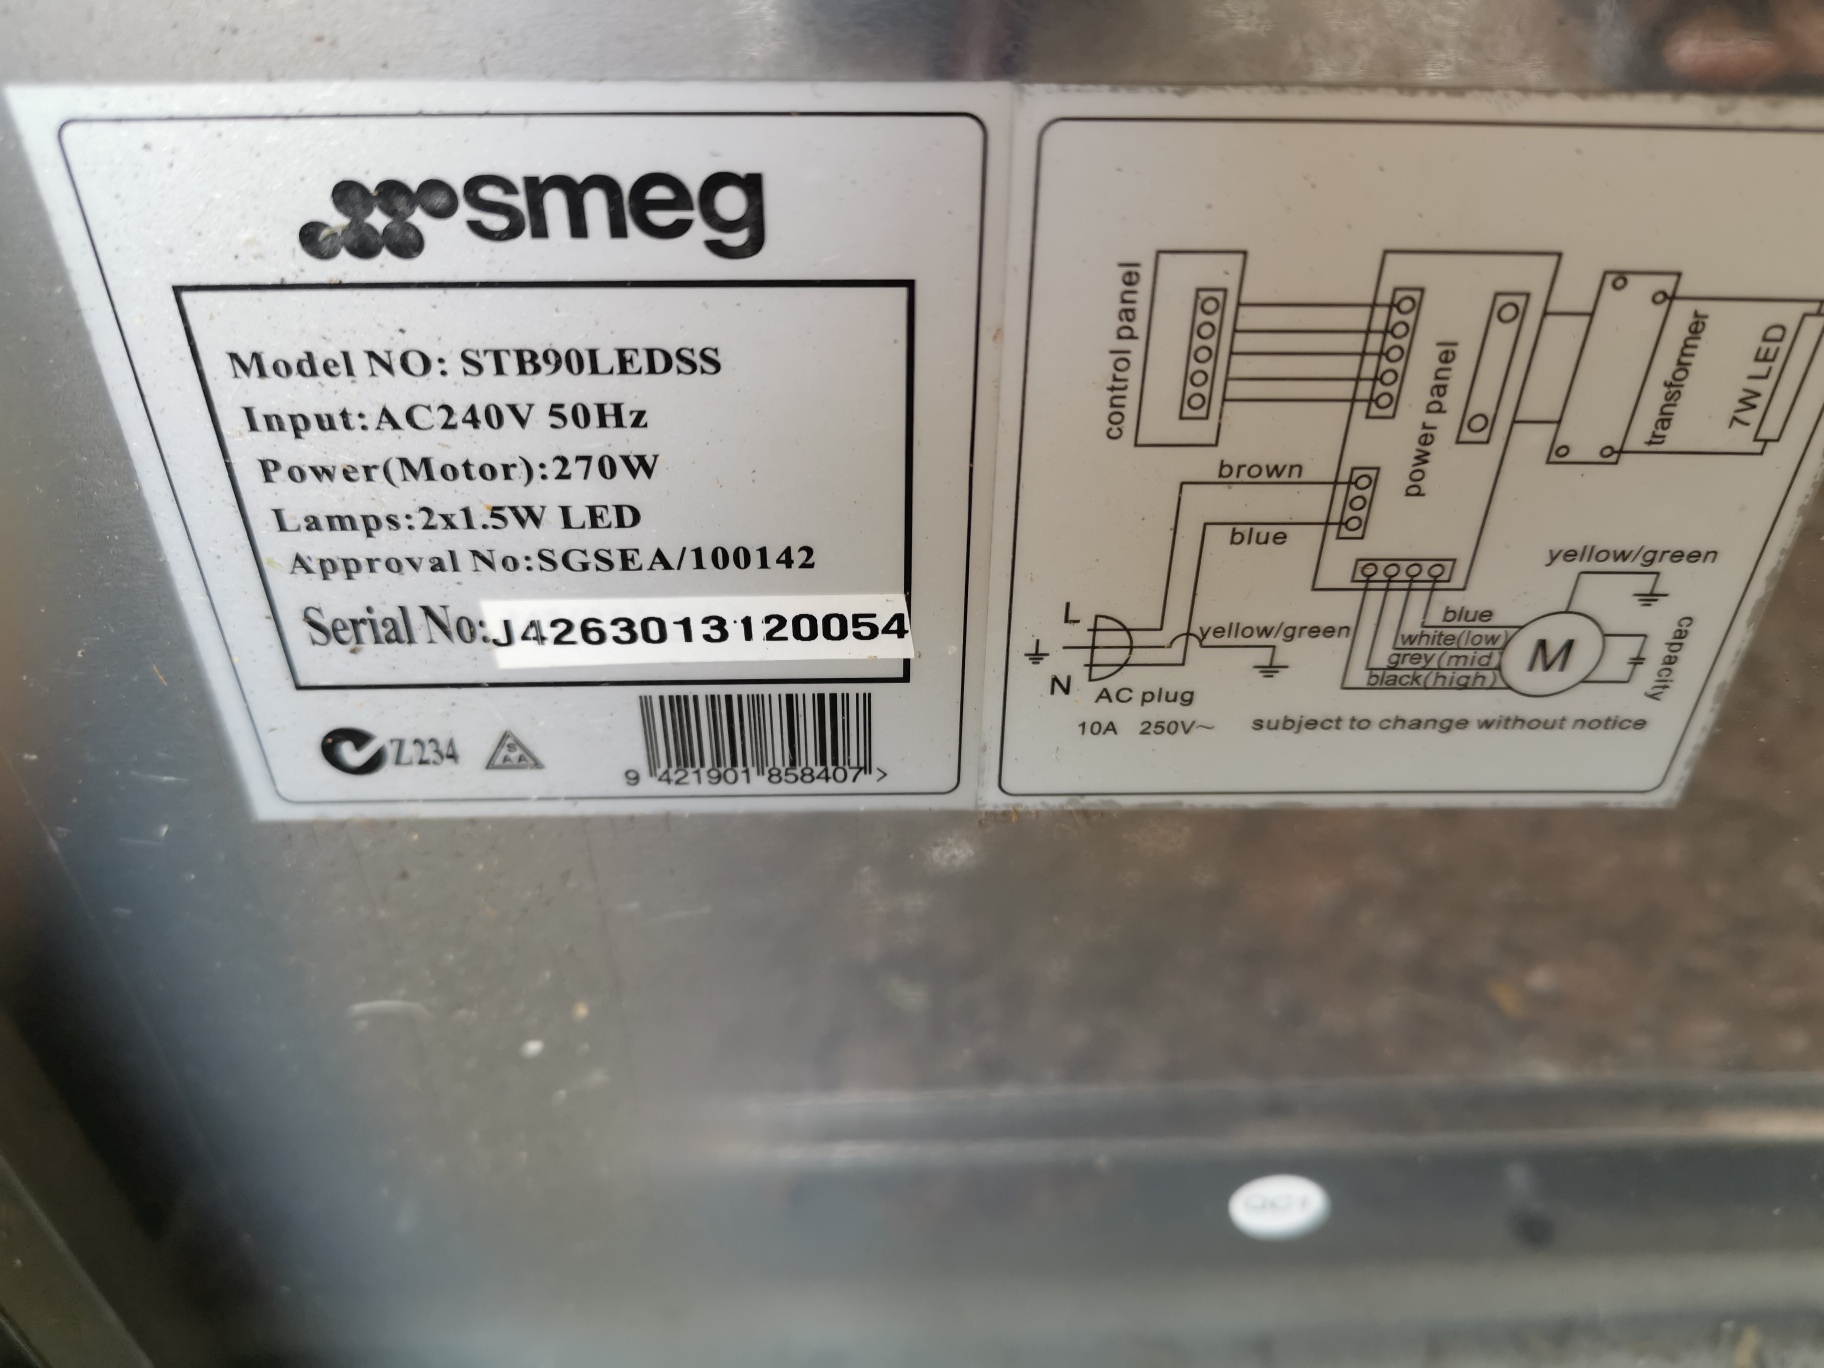 smeg
Model NO: STB90LEDSS
Input:AC240V 50Hz
Power(Motor):270W
Lamps:2x1.5W LED
Approval No:SGSEA/100142
Serial No:J4263013120054
Z234
SAA
9 421901 858407 >
control panel
power panel
transformer
7W LED
brown
blue
yellow/green
L
yellow/green
blue
white(low)
grey(mid
black(high)
M
capacity
N
AC plug
10A 250V~
subject to change without notice
QC1